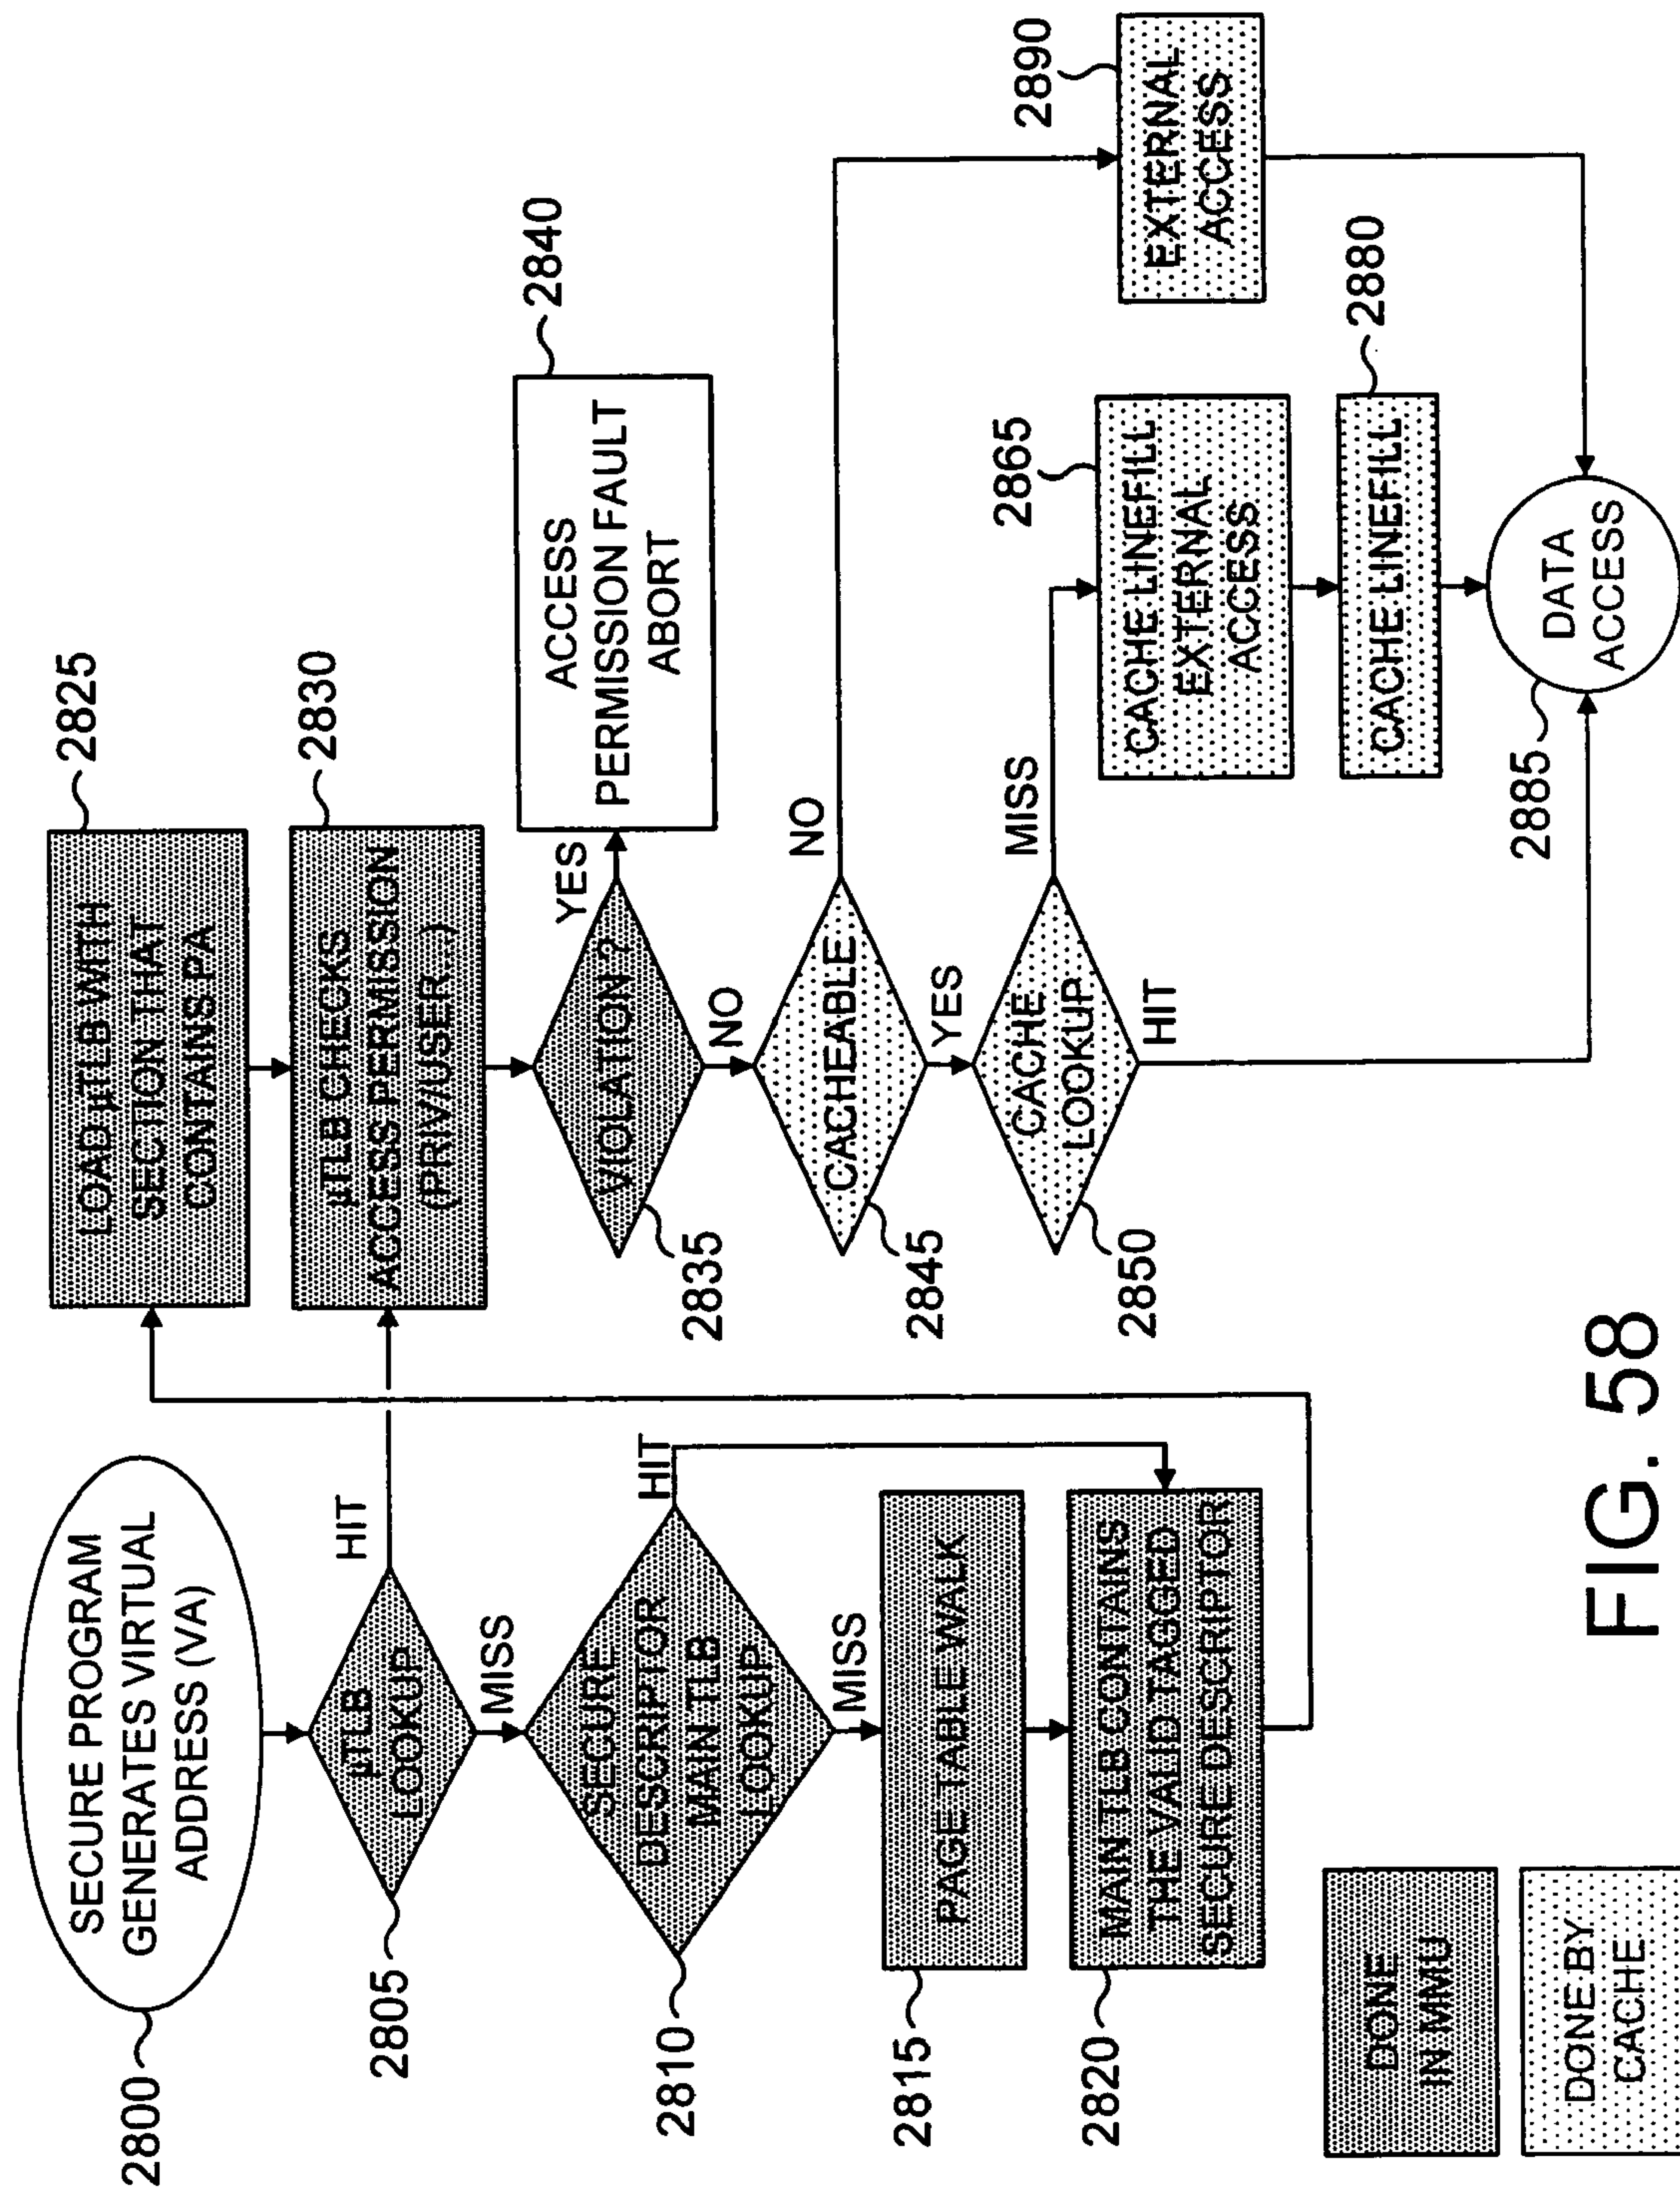 2800
SECURE PROGRAM
GENERATES VIRTUAL
ADDRESS (VA)
2805
µTLB
LOOKUP
HIT
MISS
2810
SECURE
DESCRIPTOR
MAIN TLB
LOOKUP
HIT
MISS
2815
PAGE TABLE WALK
2820
MAIN TLB CONTAINS
THE VALID TAGGED
SECURE DESCRIPTOR
2825
LOAD µTLB WITH
SECTION THAT
CONTAINS PA
2830
µTLB CHECKS
ACCESS PERMISSION
(PRIV/USER...)
2835
VIOLATION ?
YES
NO
2840
ACCESS
PERMISSION FAULT
ABORT
2845
CACHEABLE
NO
YES
2850
CACHE
LOOKUP
MISS
HIT
2865
CACHE LINEFILL
EXTERNAL
ACCESS
2880
CACHE LINEFILL
2890
EXTERNAL
ACCESS
2885
DATA
ACCESS
DONE
IN MMU
DONE BY
CACHE
FIG. 58